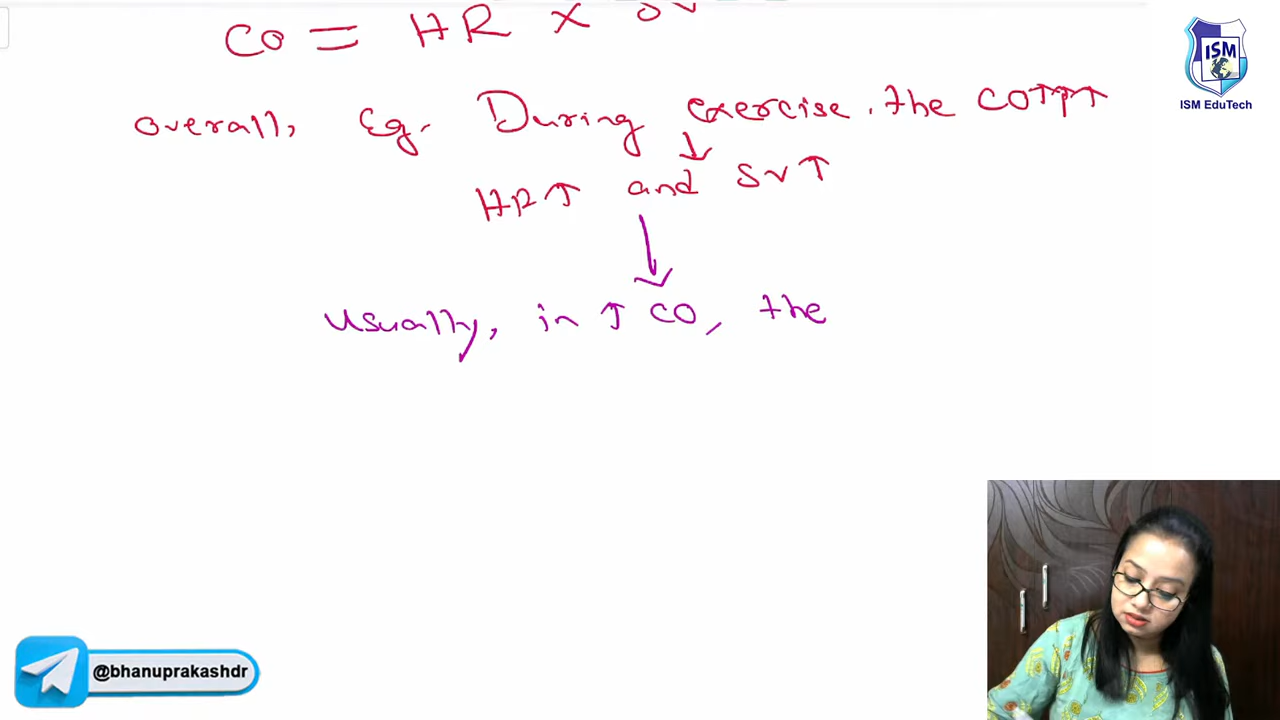 CO = HR × SV
ISM
ISM EduTech
Overall, Eg. During exercise, the CO↑↑↑
↓
HR↑ and SV↑
↓
Usually, in ↑ CO, the
@bhanuprakashdr